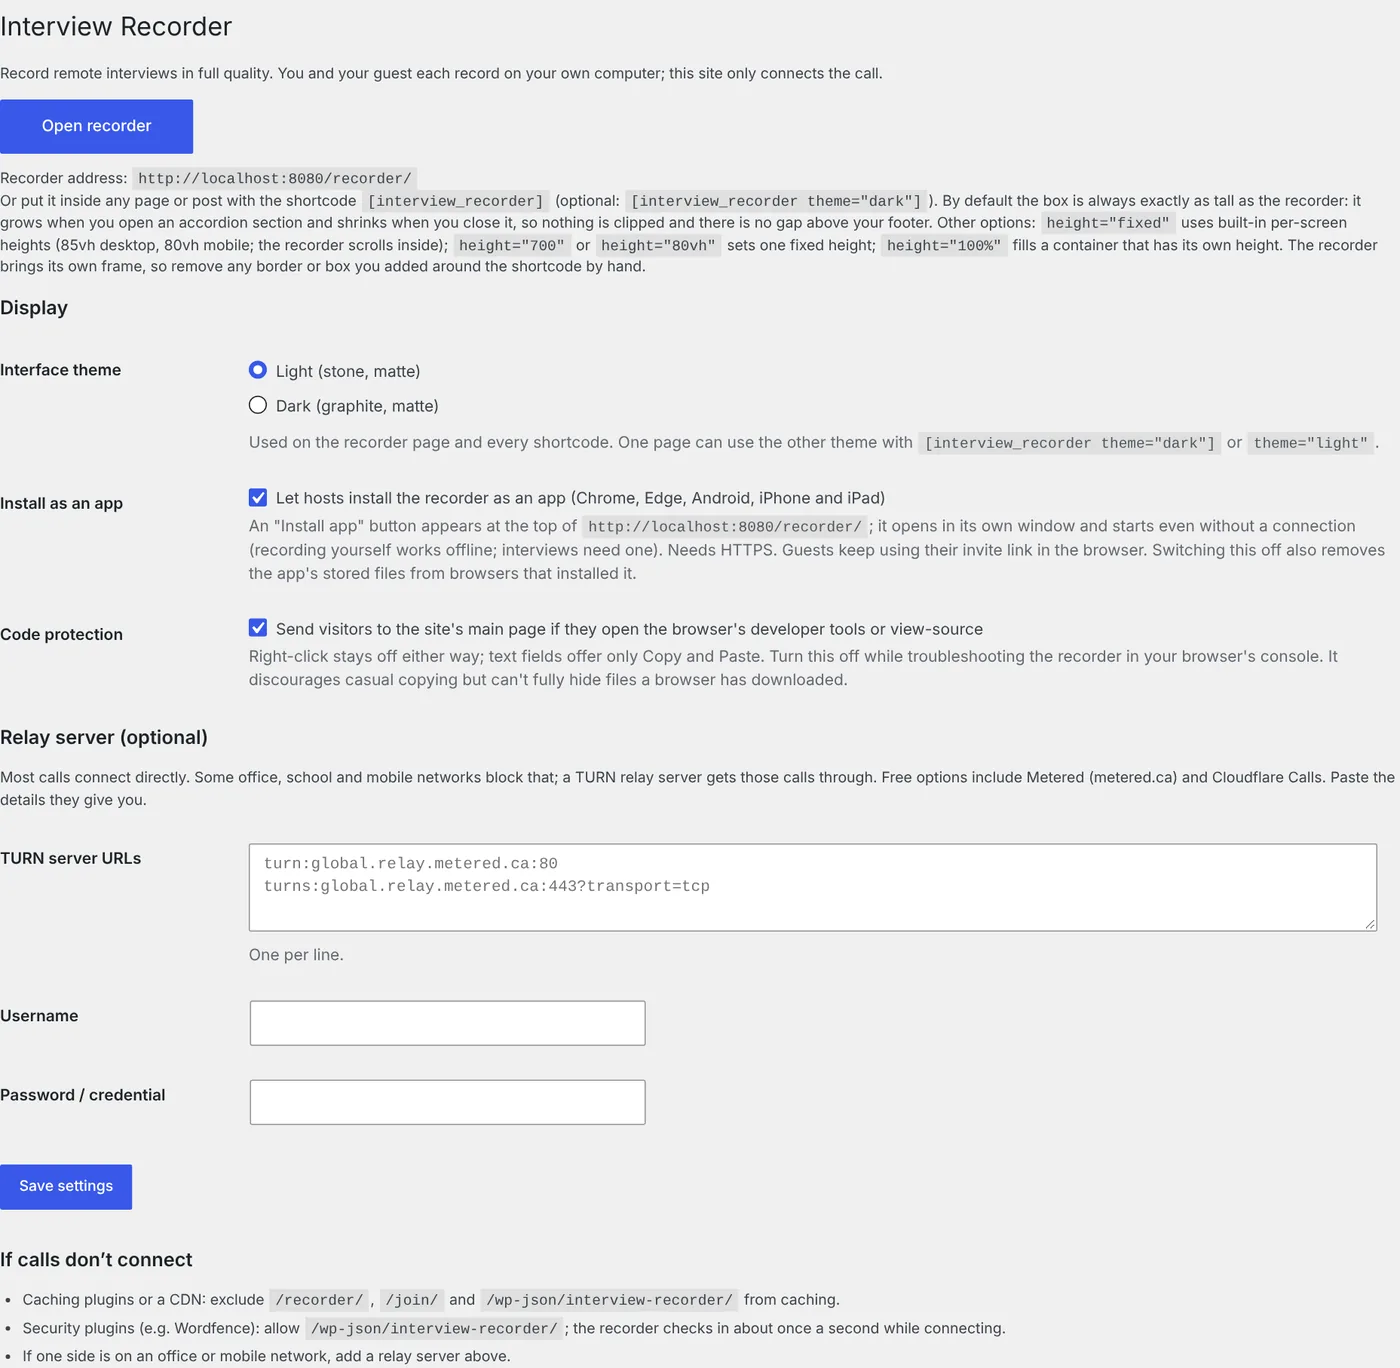 Interview Recorder
Record remote interviews in full quality. You and your guest each record on your own computer; this site only connects the call.
Open recorder
Recorder address: http://localhost:8080/recorder/
Or put it inside any page or post with the shortcode [interview_recorder] (optional: [interview_recorder theme="dark"] ). By default the box is always exactly as tall as the recorder: it
grows when you open an accordion section and shrinks when you close it, so nothing is clipped and there is no gap above your footer. Other options: height="fixed" uses built-in per-screen
heights (85vh desktop, 80vh mobile; the recorder scrolls inside); height="700" or height="80vh" sets one fixed height; height="100%" fills a container that has its own height. The recorder
brings its own frame, so remove any border or box you added around the shortcode by hand.
Display
Interface theme
Light (stone, matte)
Dark (graphite, matte)
Used on the recorder page and every shortcode. One page can use the other theme with [interview_recorder theme="dark"] or theme="light" .
Install as an app
Let hosts install the recorder as an app (Chrome, Edge, Android, iPhone and iPad)
An "Install app" button appears at the top of http://localhost:8080/recorder/ ; it opens in its own window and starts even without a connection
(recording yourself works offline; interviews need one). Needs HTTPS. Guests keep using their invite link in the browser. Switching this off also removes
the app's stored files from browsers that installed it.
Code protection
Send visitors to the site's main page if they open the browser's developer tools or view-source
Right-click stays off either way; text fields offer only Copy and Paste. Turn this off while troubleshooting the recorder in your browser's console. It
discourages casual copying but can't fully hide files a browser has downloaded.
Relay server (optional)
Most calls connect directly. Some office, school and mobile networks block that; a TURN relay server gets those calls through. Free options include Metered (metered.ca) and Cloudflare Calls. Paste the
details they give you.
TURN server URLs
turn:global.relay.metered.ca:80
turns:global.relay.metered.ca:443?transport=tcp
One per line.
Username
Password / credential
Save settings
If calls don’t connect
• Caching plugins or a CDN: exclude /recorder/ , /join/ and /wp-json/interview-recorder/ from caching.
• Security plugins (e.g. Wordfence): allow /wp-json/interview-recorder/ ; the recorder checks in about once a second while connecting.
• If one side is on an office or mobile network, add a relay server above.